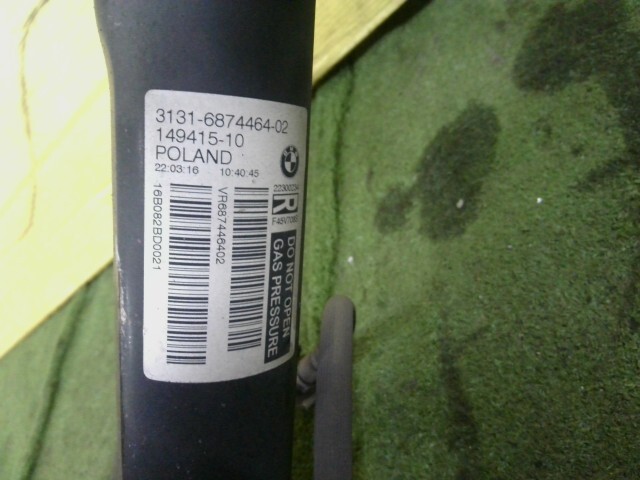 3131-6874464-02
149415-10
POLAND
22:03:16 10:40:45
R
DO NOT OPEN
GAS PRESSURE
VR687446402
16B082BD0021